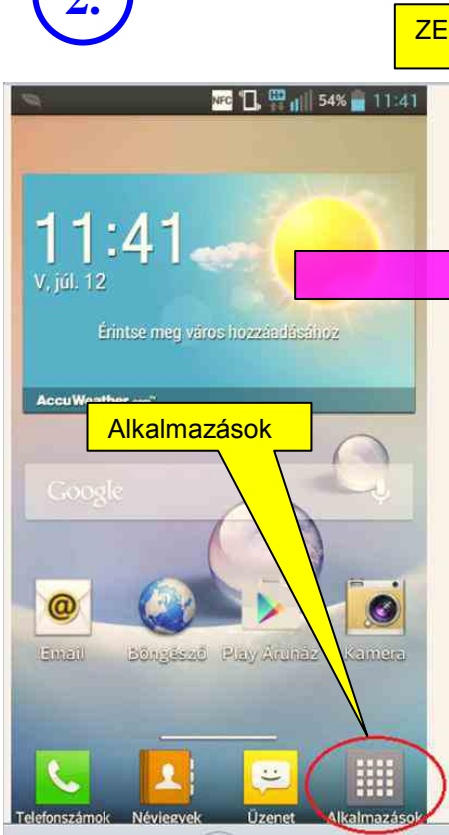 2.
ZE
NFC H+ 54% 11:41
11:41
V, júl. 12
Érintse meg város hozzáadásához
AccuWeather
Alkalmazások
Google
@
Email Böngésző Play Áruház Kamera
Telefonszámok Névjegyek Üzenet Alkalmazások